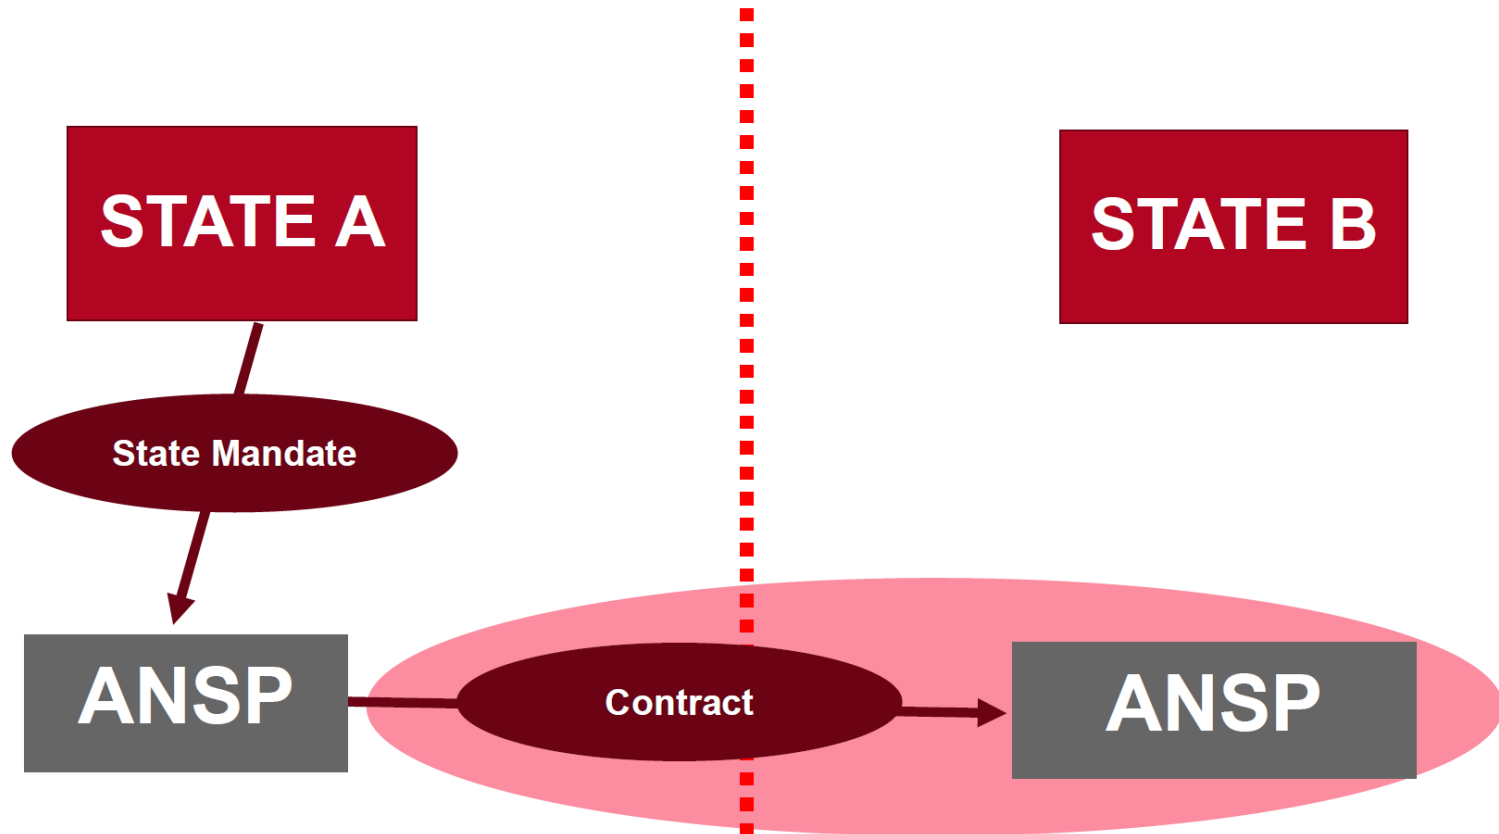 STATE A
STATE B
State Mandate
ANSP
Contract
ANSP